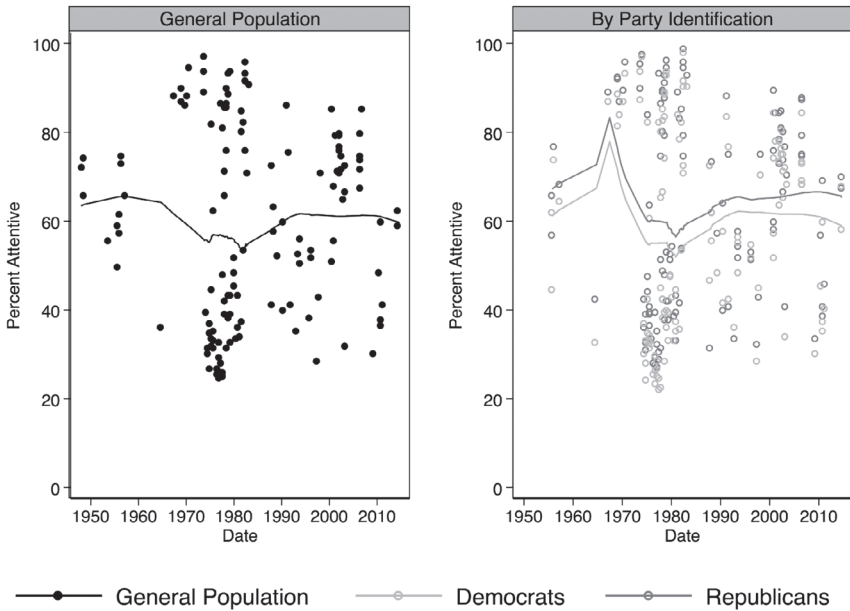 General Population
By Party Identification
100
80
60
40
20
0
Percent Attentive
1950 1960 1970 1980 1990 2000 2010
Date
100
80
60
40
20
0
Percent Attentive
1950 1960 1970 1980 1990 2000 2010
Date
General Population Democrats Republicans